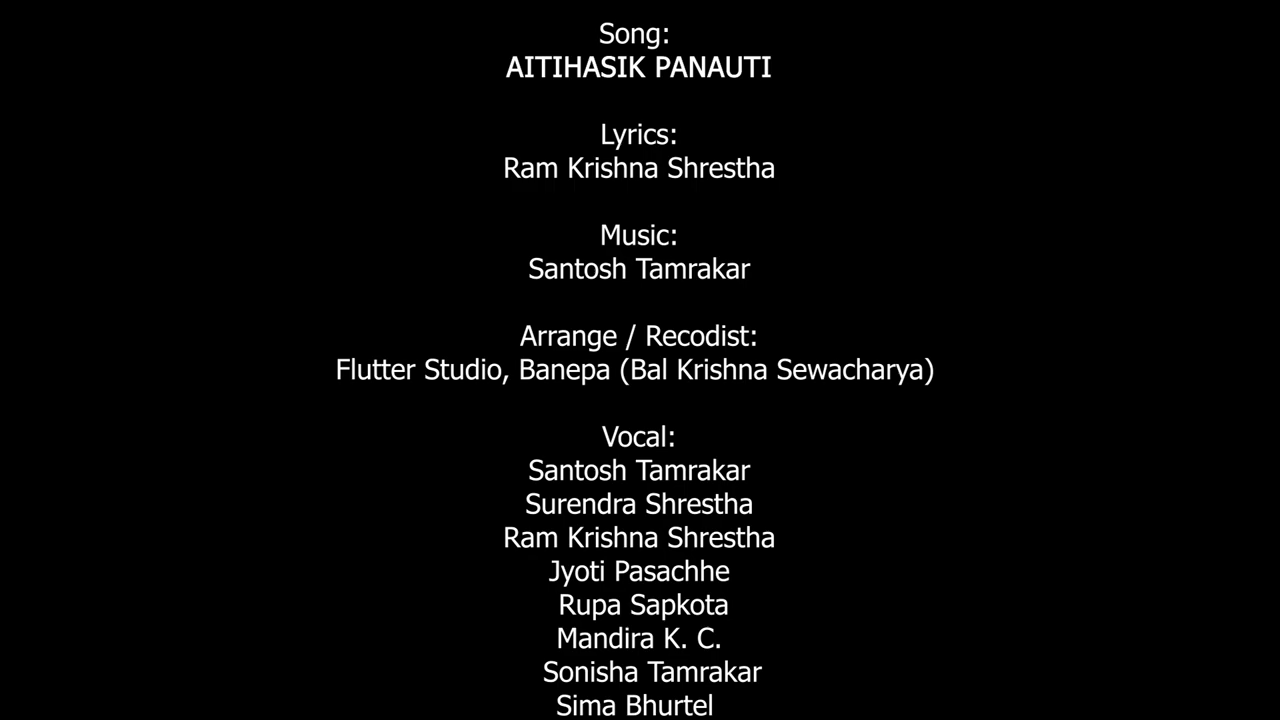 Song:
AITIHASIK PANAUTI
Lyrics:
Ram Krishna Shrestha
Music:
Santosh Tamrakar
Arrange / Recodist:
Flutter Studio, Banepa (Bal Krishna Sewacharya)
Vocal:
Santosh Tamrakar
Surendra Shrestha
Ram Krishna Shrestha
Jyoti Pasachhe
Rupa Sapkota
Mandira K. C.
Sonisha Tamrakar
Sima Bhurtel